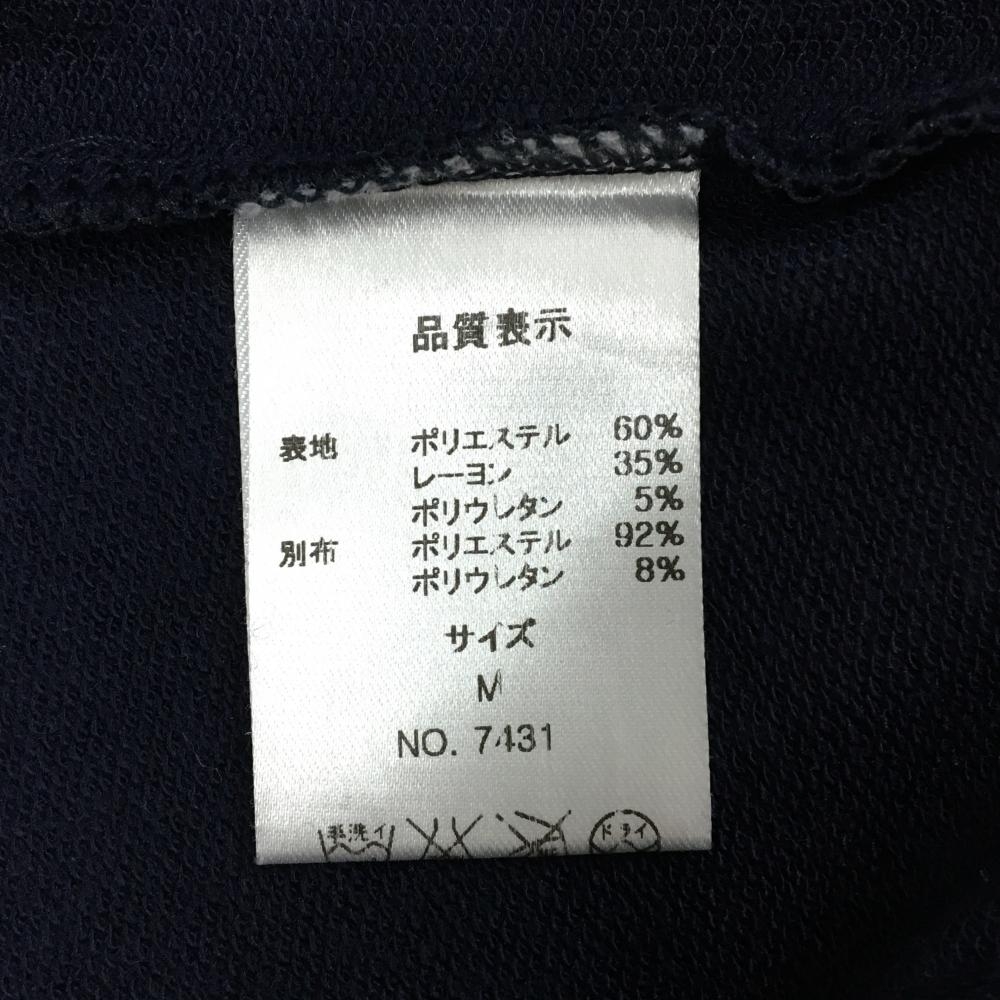 品質表示
表地 ポリエステル 60%
レーヨン 35%
ポリウレタン 5%
別布 ポリエステル 92%
ポリウレタン 8%
サイズ
M
NO. 7431
手洗イ ドライ